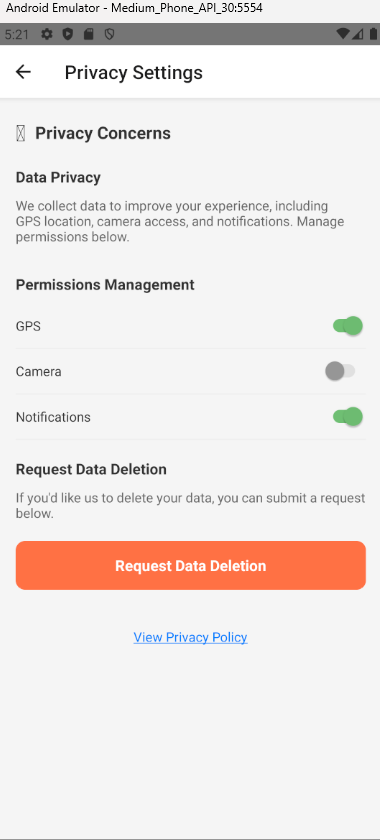 Android Emulator - Medium_Phone_API_30:5554
5:21
Privacy Settings
Privacy Concerns
Data Privacy
We collect data to improve your experience, including
GPS location, camera access, and notifications. Manage
permissions below.
Permissions Management
GPS
Camera
Notifications
Request Data Deletion
If you'd like us to delete your data, you can submit a request
below.
Request Data Deletion
View Privacy Policy